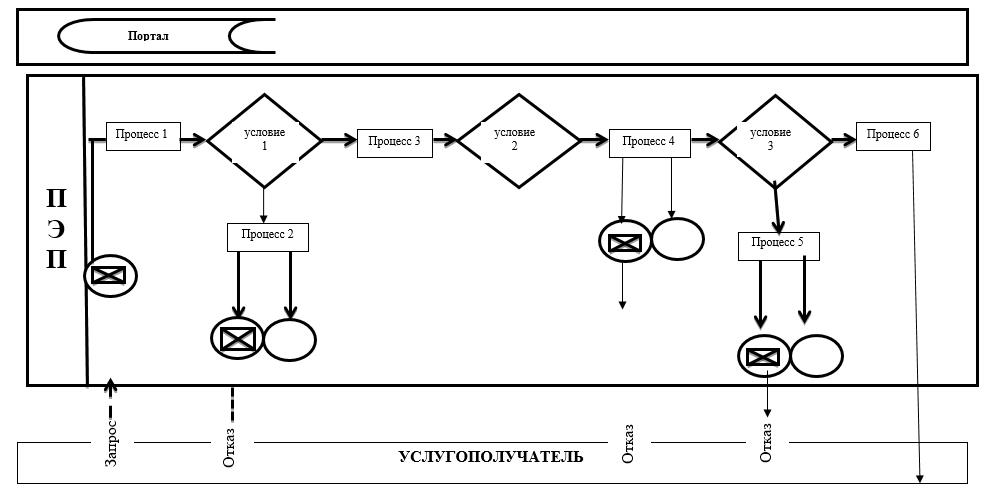 Портал
Процесс 1
условие
1
Процесс 3
условие
2
Процесс 4
условие
3
Процесс 6
П
Э
П
Процесс 2
Процесс 5
Запрос
Отказ
Отказ
Отказ
УСЛУГОПОЛУЧАТЕЛЬ